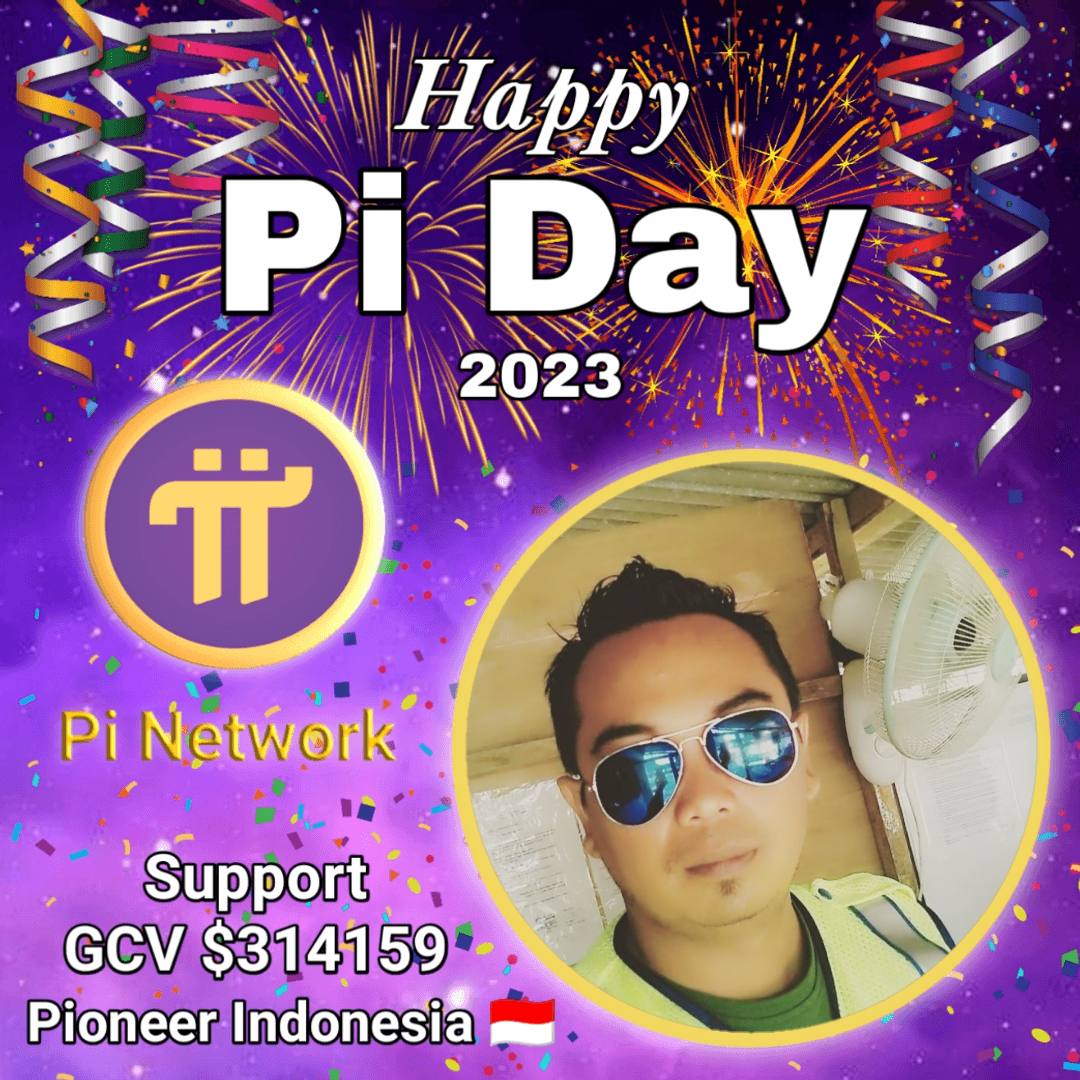 Happy
Pi Day
2023
Pi Network
Support
GCV $314159
Pioneer Indonesia 🇮🇩